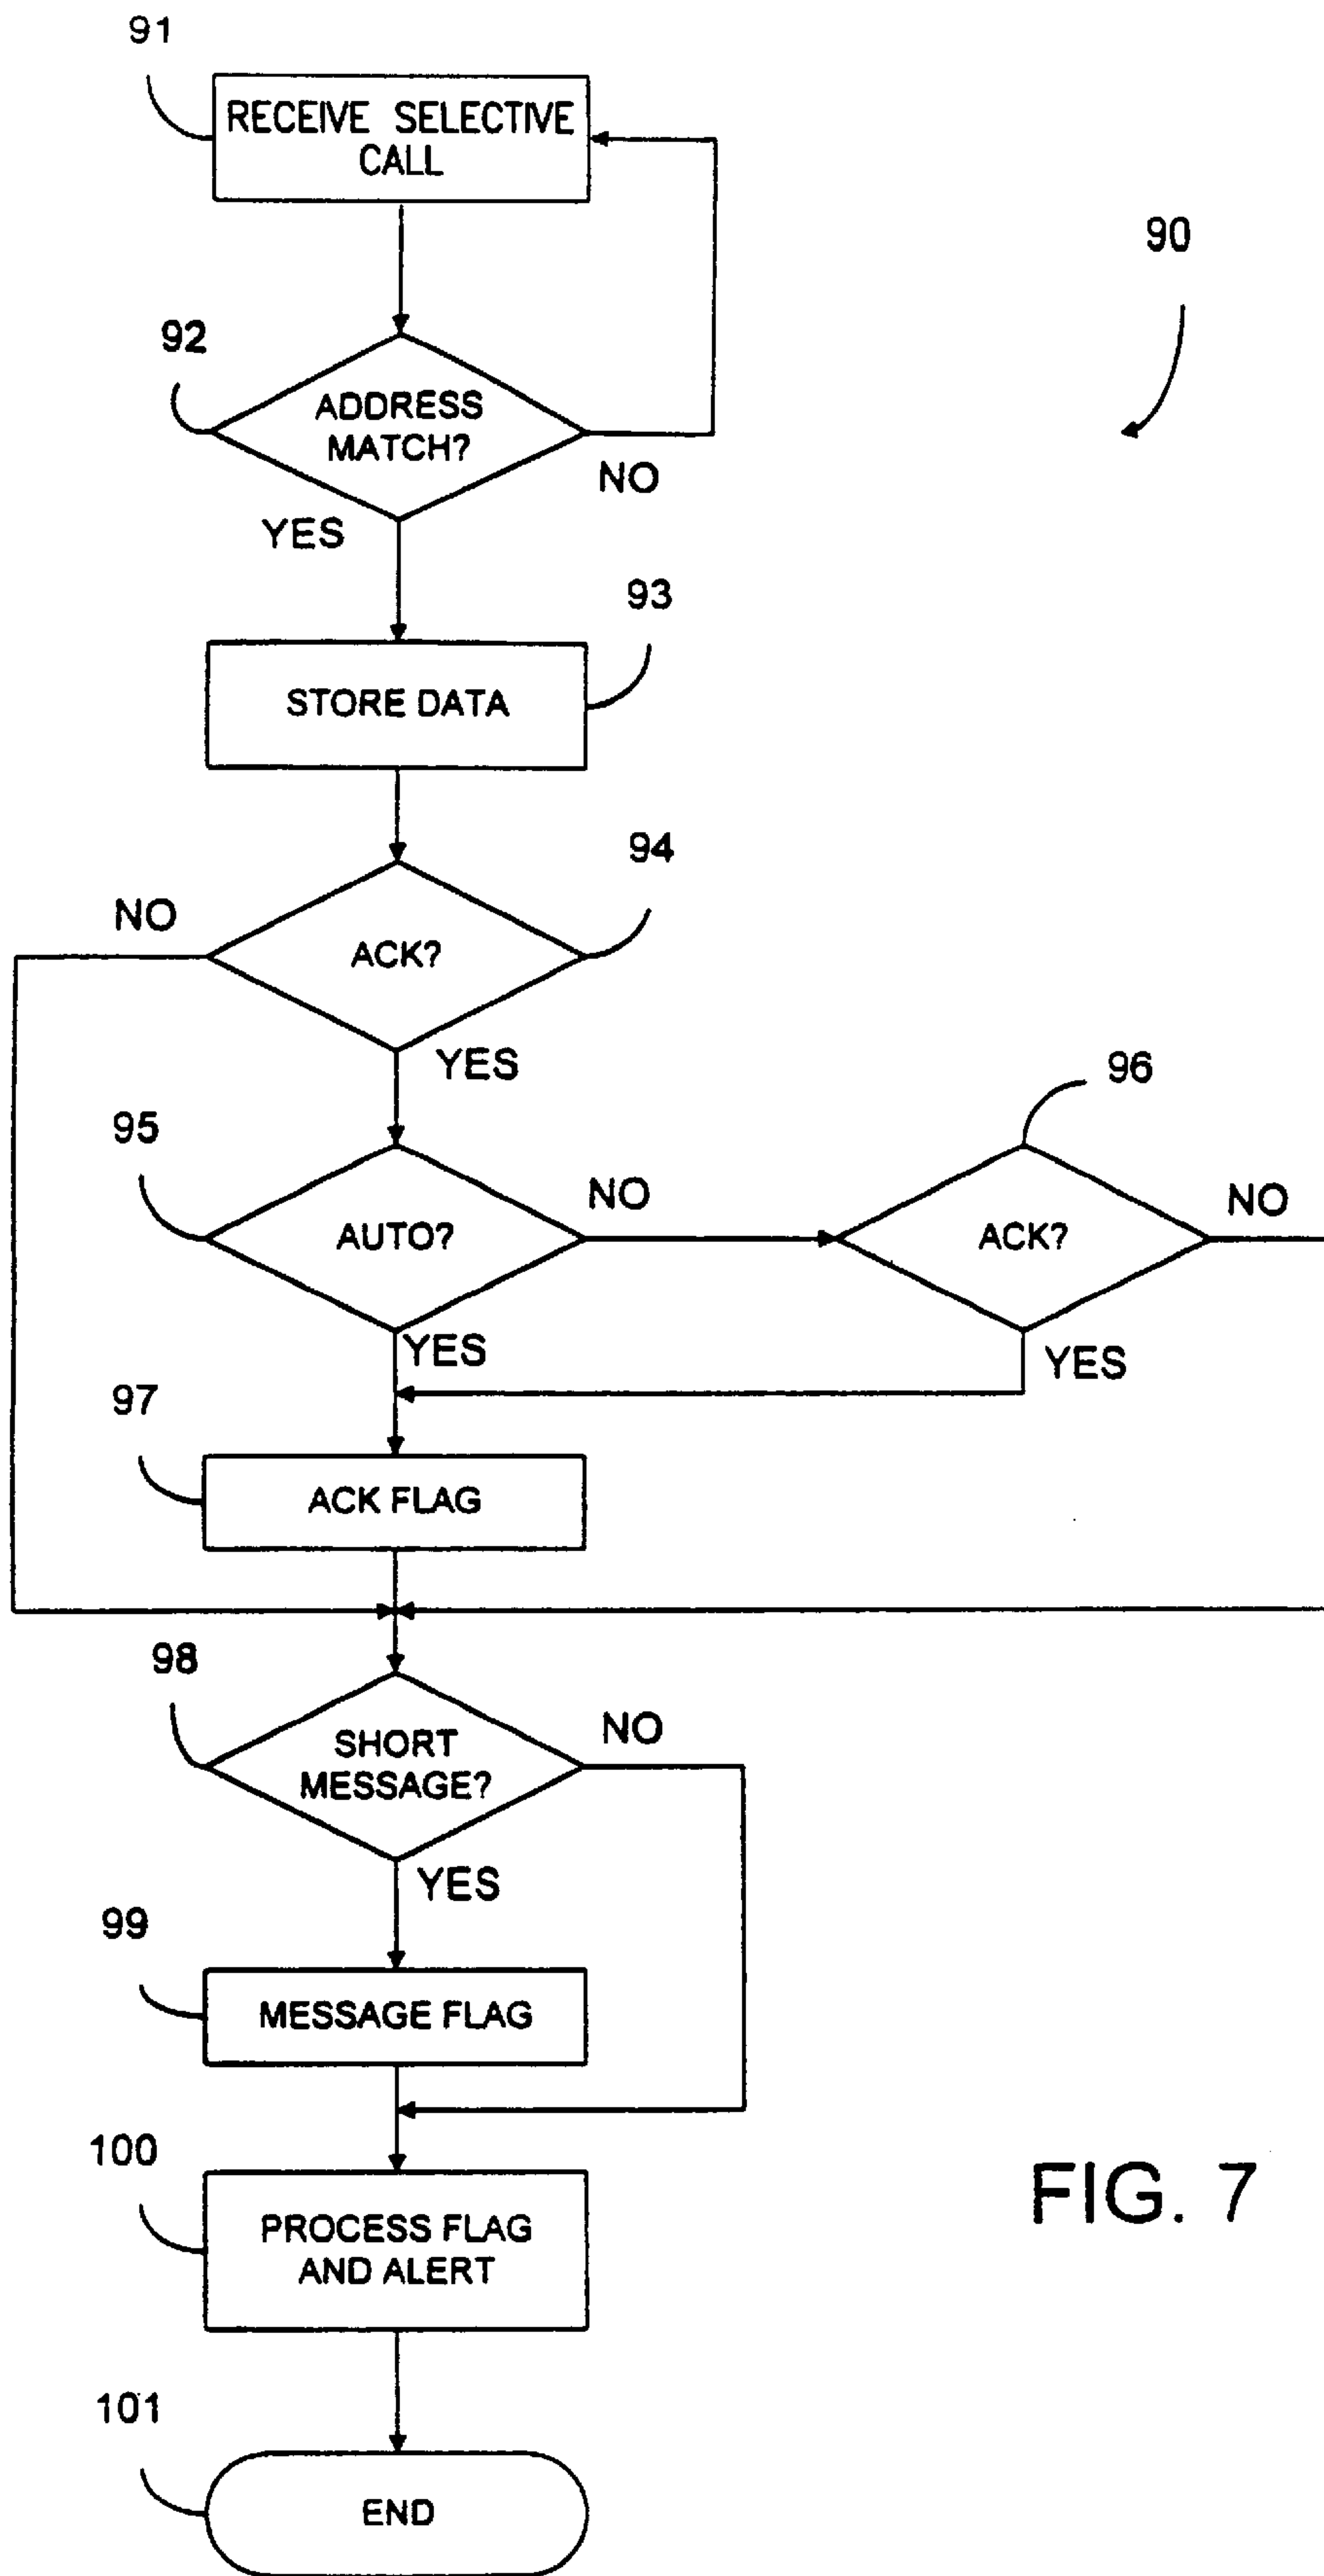 91
RECEIVE SELECTIVE
CALL
90
92
ADDRESS
MATCH?
NO
YES
93
STORE DATA
94
NO
ACK?
YES
96
95
NO
NO
AUTO?
ACK?
YES
YES
97
ACK FLAG
98
NO
SHORT
MESSAGE?
YES
99
MESSAGE FLAG
100
PROCESS FLAG
AND ALERT
FIG. 7
101
END